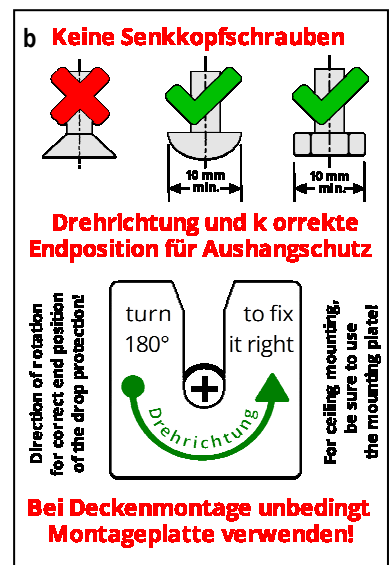 b Keine Senkkopfschrauben
10 mm min.
10 mm min.
Drehrichtung und k orrekte
Endposition für Aushangschutz
Direction of rotation
for correct end position
of the drop protection!
turn
180°
to fix
it right
Drehrichtung
For ceiling mounting,
be sure to use
the mounting plate!
Bei Deckenmontage unbedingt
Montageplatte verwenden!